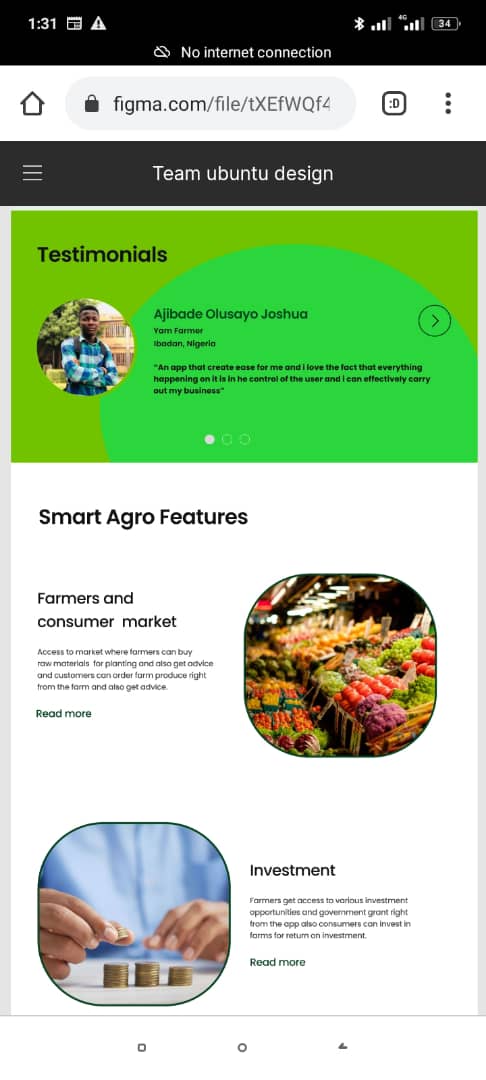 1:31
4G
34
No internet connection
figma.com/file/tXEfWQf4
:D
Team ubuntu design
Testimonials
Ajibade Olusayo Joshua
Yam Farmer
Ibadan, Nigeria
"An app that create ease for me and i love the fact that everything
happening on it is in he control of the user and i can effectively carry
out my business"
Smart Agro Features
Farmers and
consumer market
Access to market where farmers can buy
raw materials for planting and also get advice
and customers can order farm produce right
from the farm and also get advice.
Read more
Investment
Farmers get access to various investment
opportunities and government grant right
from the app also consumers can invest in
farms for return on investment.
Read more